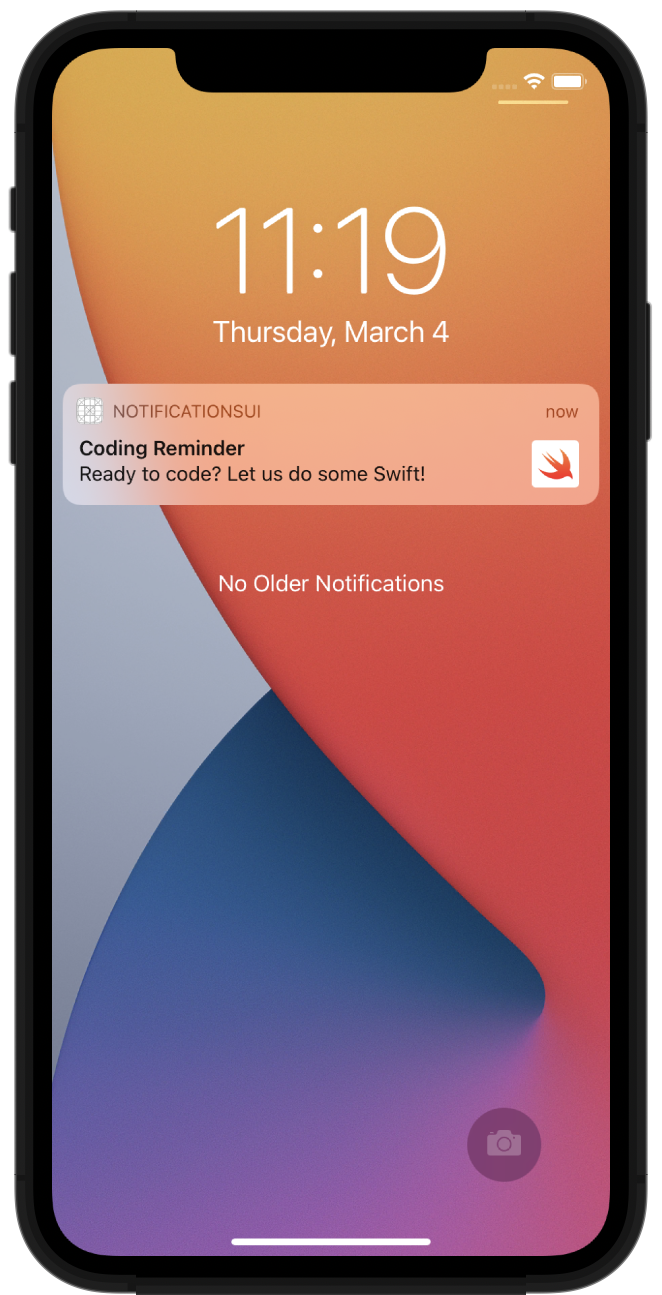 11:19
Thursday, March 4
NOTIFICATIONSUI now
Coding Reminder
Ready to code? Let us do some Swift!
No Older Notifications